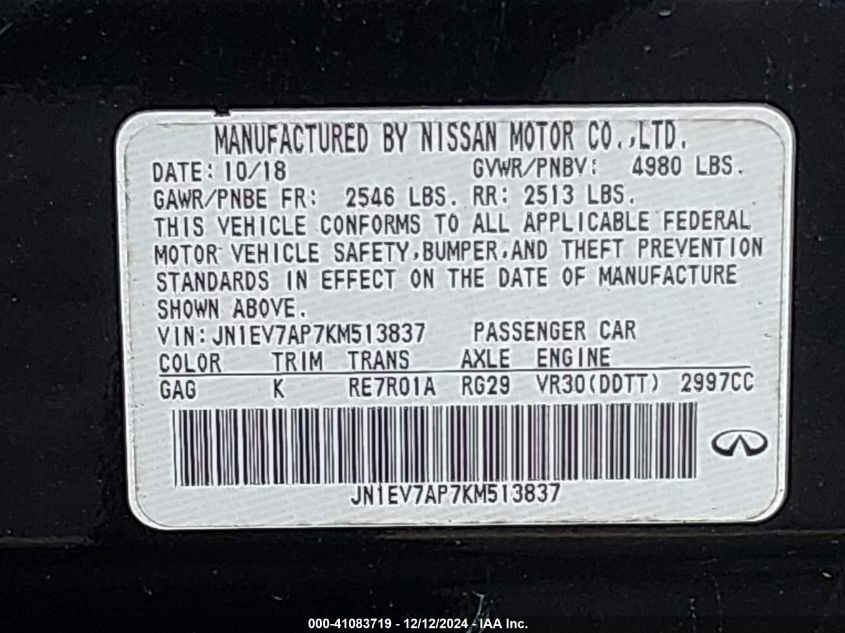 MANUFACTURED BY NISSAN MOTOR CO.,LTD.
DATE: 10/18 GVWR/PNBV: 4980 LBS.
GAWR/PNBE FR: 2546 LBS. RR: 2513 LBS.
THIS VEHICLE CONFORMS TO ALL APPLICABLE FEDERAL
MOTOR VEHICLE SAFETY,BUMPER,AND THEFT PREVENTION
STANDARDS IN EFFECT ON THE DATE OF MANUFACTURE
SHOWN ABOVE.
VIN:JN1EV7AP7KM513837 PASSENGER CAR
COLOR TRIM TRANS AXLE ENGINE
GAG K RE7R01A RG29 VR30(DDTT) 2997CC
JN1EV7AP7KM513837
000-41083719 - 12/12/2024 - IAA Inc.